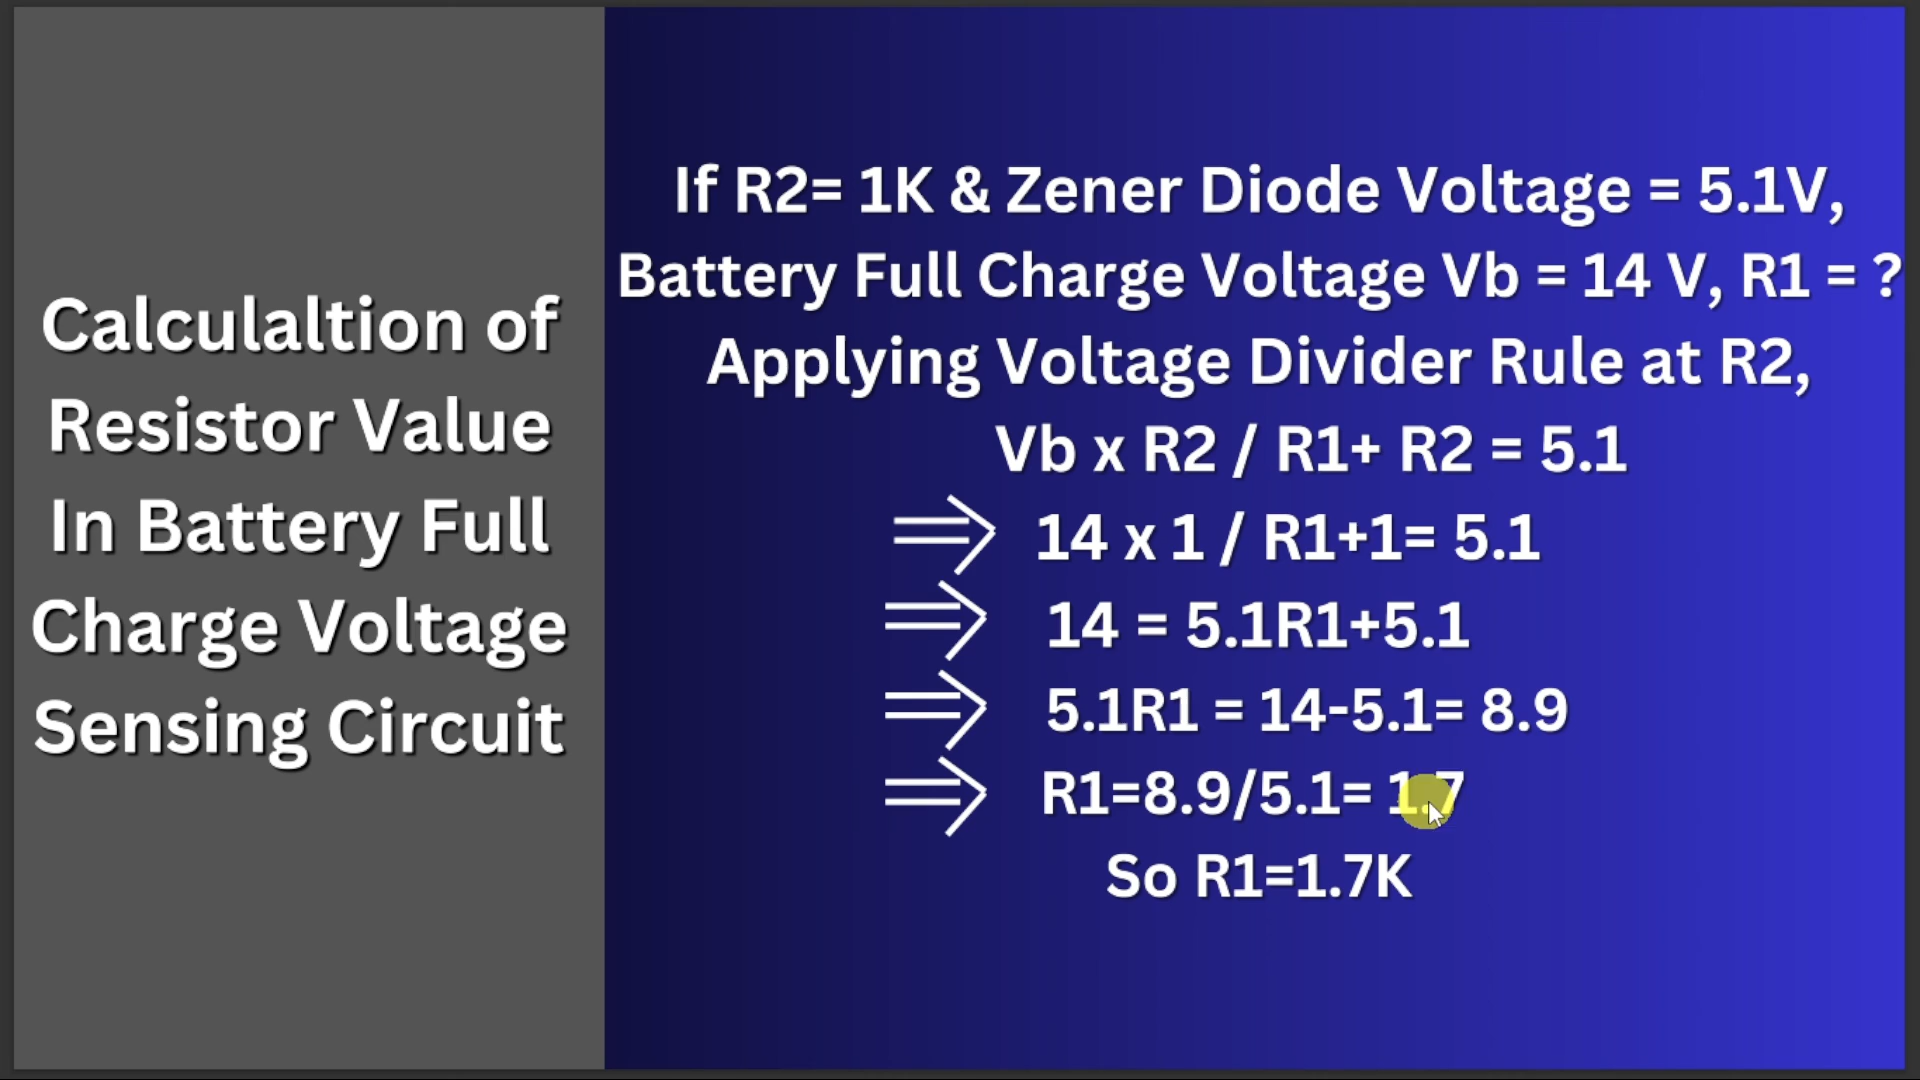 Calculaltion of
Resistor Value
In Battery Full
Charge Voltage
Sensing Circuit
If R2= 1K & Zener Diode Voltage = 5.1V,
Battery Full Charge Voltage Vb = 14 V, R1 = ?
Applying Voltage Divider Rule at R2,
Vb x R2 / R1+ R2 = 5.1
14 x 1 / R1+1= 5.1
14 = 5.1R1+5.1
5.1R1 = 14-5.1= 8.9
R1=8.9/5.1= 1.7
So R1=1.7K